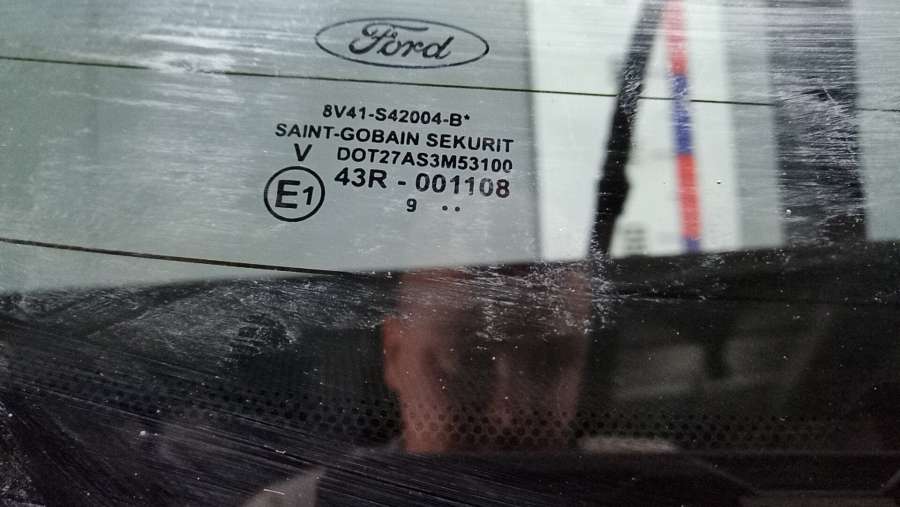 Ford
8V41-S42004-B*
SAINT-GOBAIN SEKURIT
V DOT27AS3M53100
E1 43R - 001108
9 ..